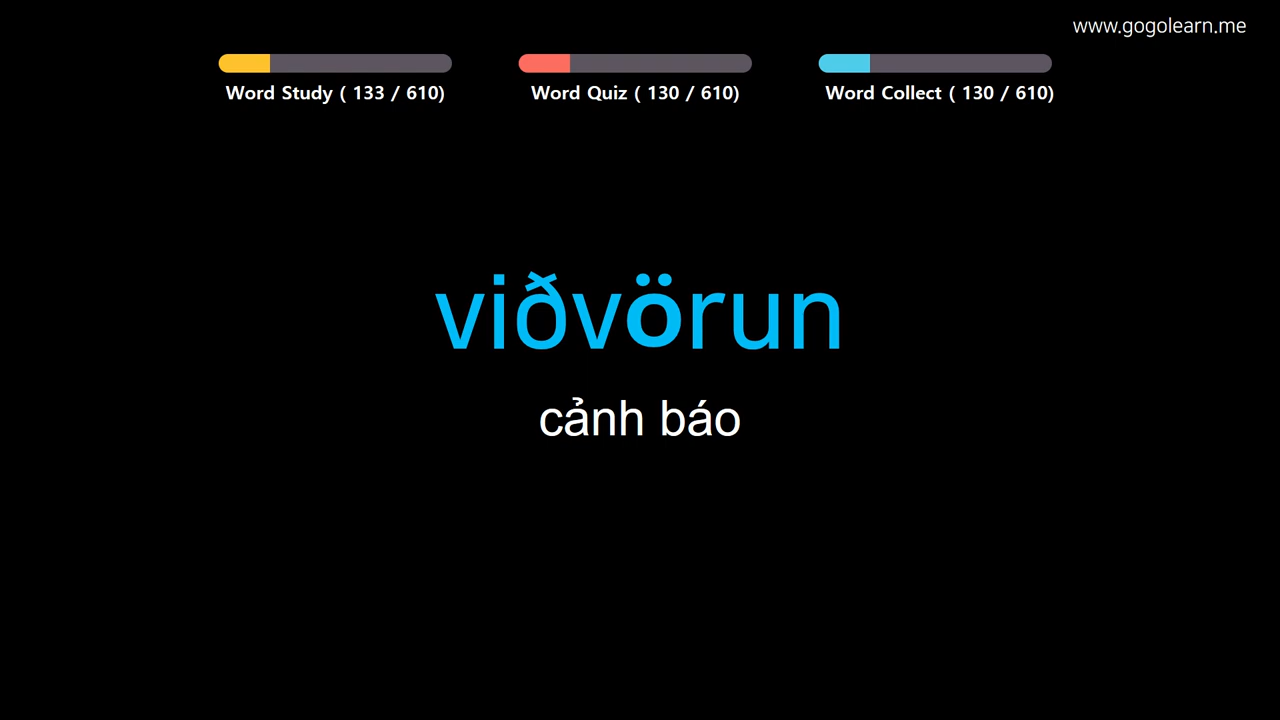 www.gogolearn.me
Word Study ( 133 / 610)
Word Quiz ( 130 / 610)
Word Collect ( 130 / 610)
viðvörun
cảnh báo